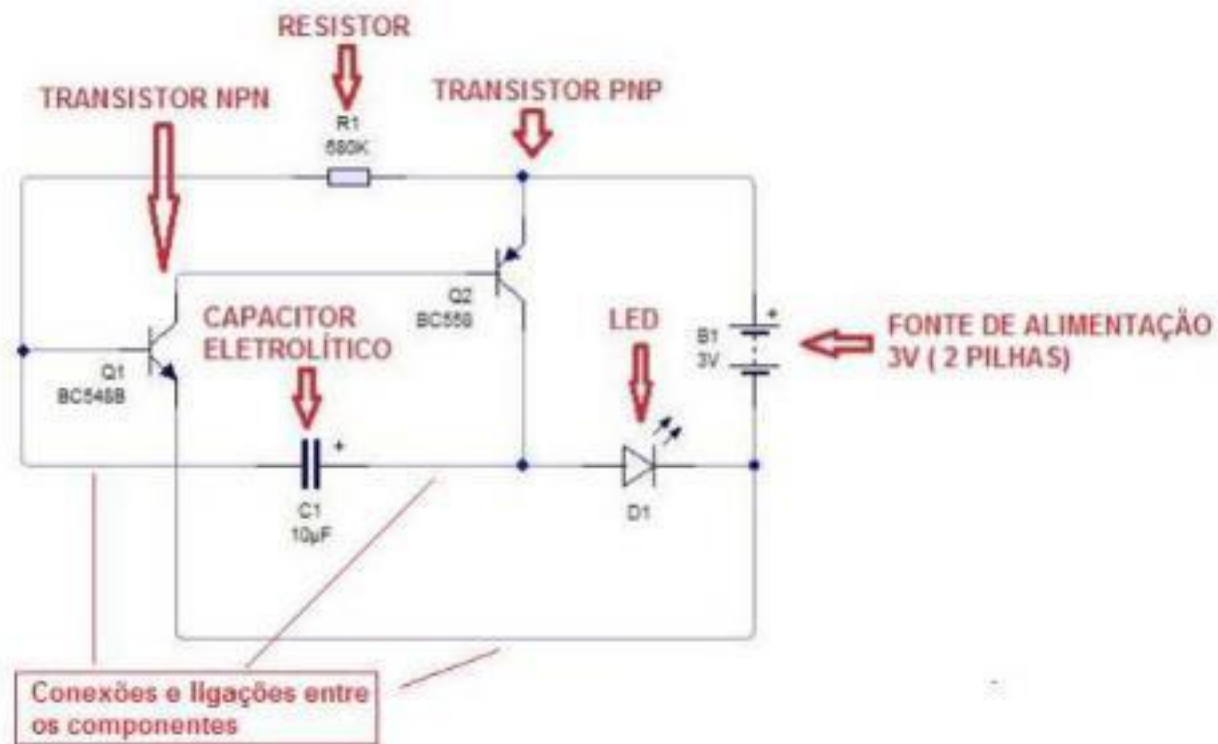 RESISTOR
TRANSISTOR NPN
TRANSISTOR PNP
R1
680K
Q2
BC558
CAPACITOR
ELETROLÍTICO
LED
B1
3V
+
FONTE DE ALIMENTAÇÃO
3V ( 2 PILHAS)
Q1
BC548B
+
C1
10µF
D1
Conexões e ligações entre
os componentes